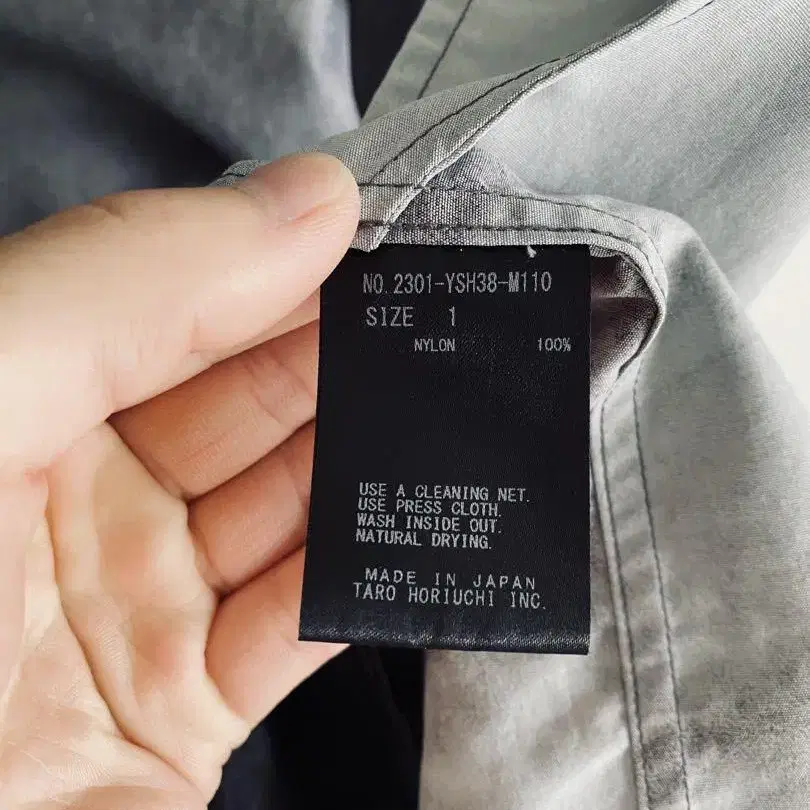 NO.2301-YSH38-M110
SIZE 1
NYLON 100%
USE A CLEANING NET.
USE PRESS CLOTH.
WASH INSIDE OUT.
NATURAL DRYING.
MADE IN JAPAN
TARO HORIUCHI INC.